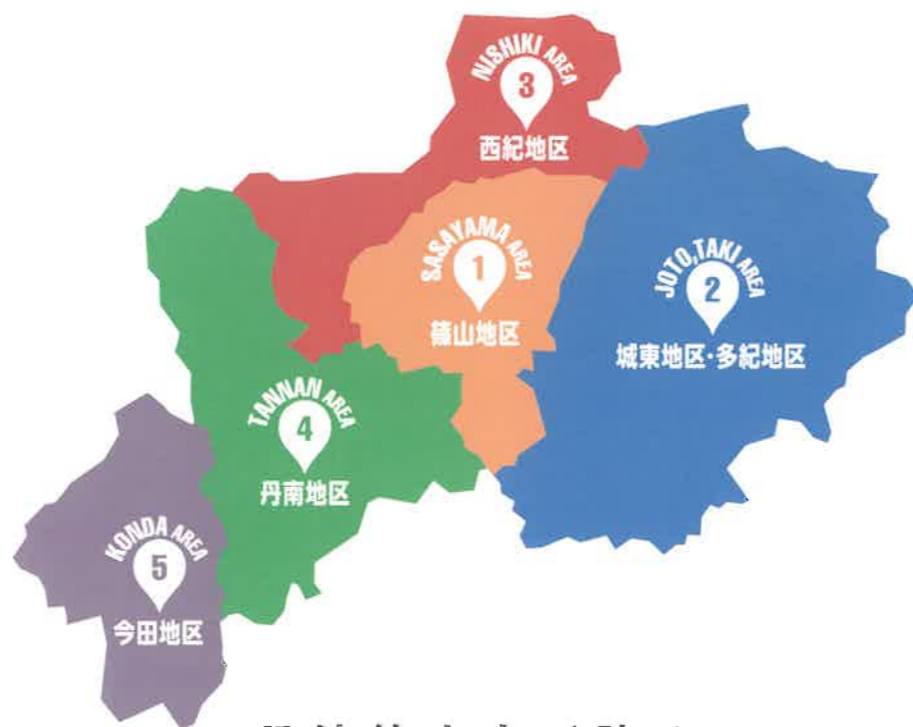 NISHIKI AREA
3
西紀地区
SASAYAMA AREA
1
篠山地区
JOTO,TAKI AREA
2
城東地区・多紀地区
TANNAN AREA
4
丹南地区
KONDA AREA
5
今田地区